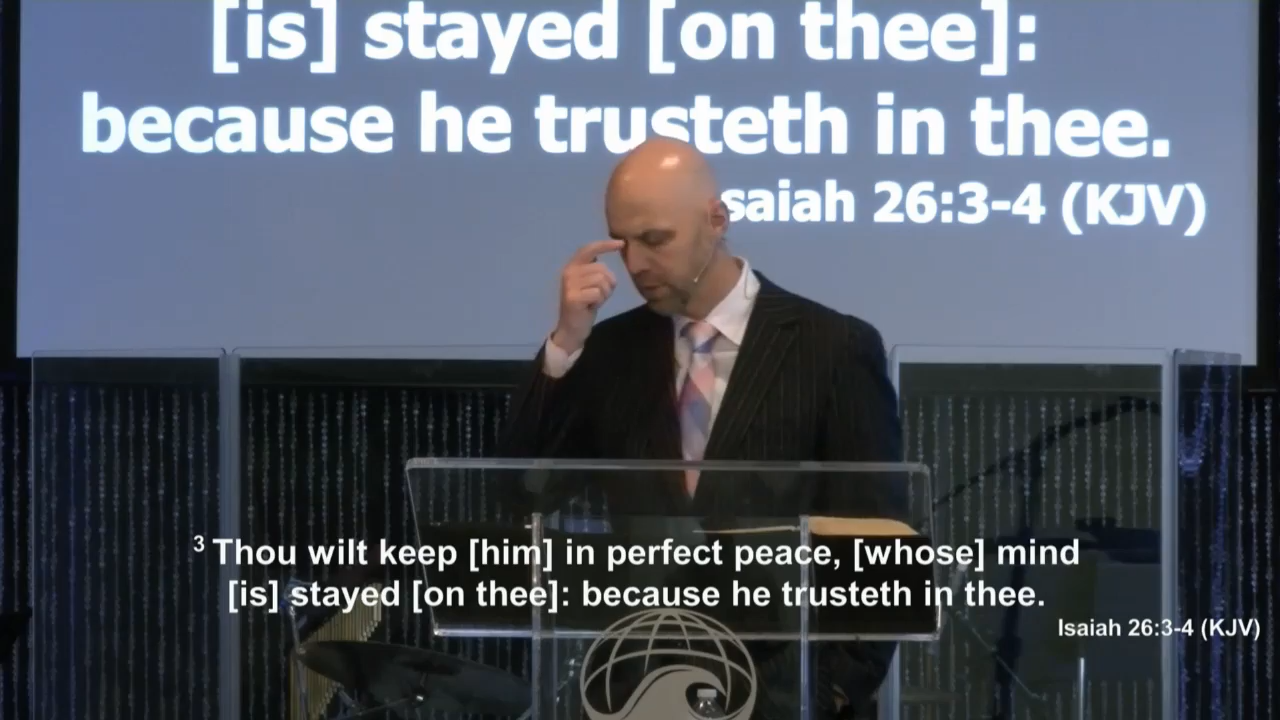 [is] stayed [on thee]:
because he trusteth in thee.
saiah 26:3-4 (KJV)
3 Thou wilt keep [him] in perfect peace, [whose] mind
[is] stayed [on thee]: because he trusteth in thee.
Isaiah 26:3-4 (KJV)